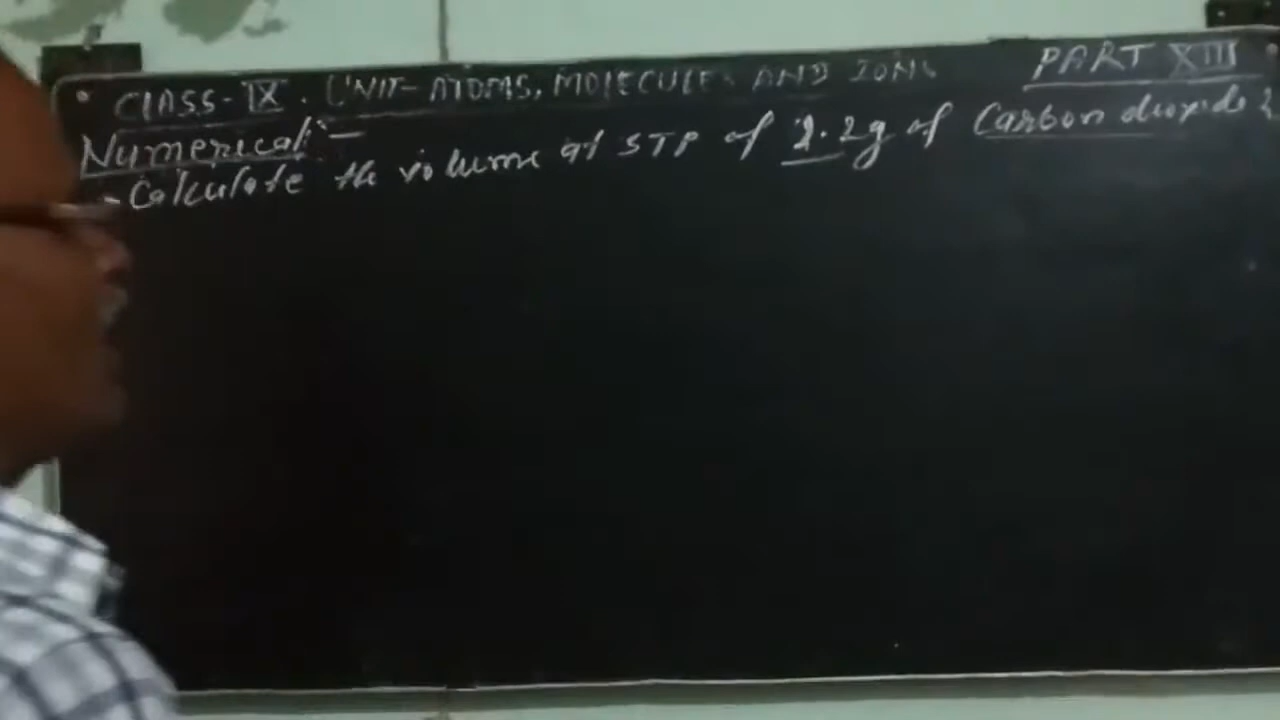 CLASS-IX. UNIT-ATOMS, MOLECULES AND IONS PART XIII
Numerical:-
Calculate the volume at STP of 2.2g of Carbon dioxide?